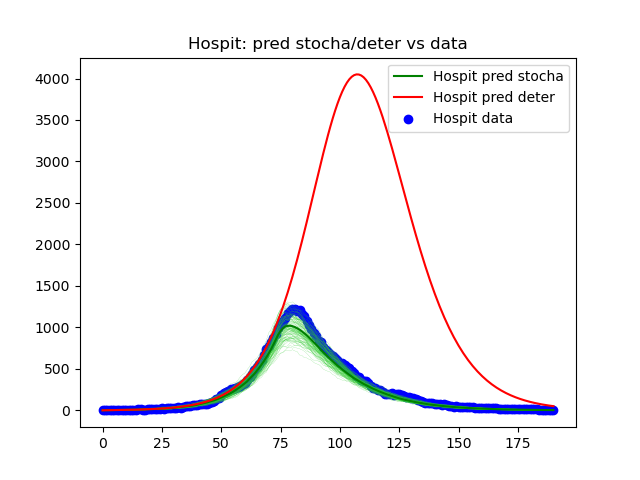 Hospit: pred stocha/deter vs data
Hospit pred stocha
Hospit pred deter
Hospit data
4000
3500
3000
2500
2000
1500
1000
500
0
0 25 50 75 100 125 150 175